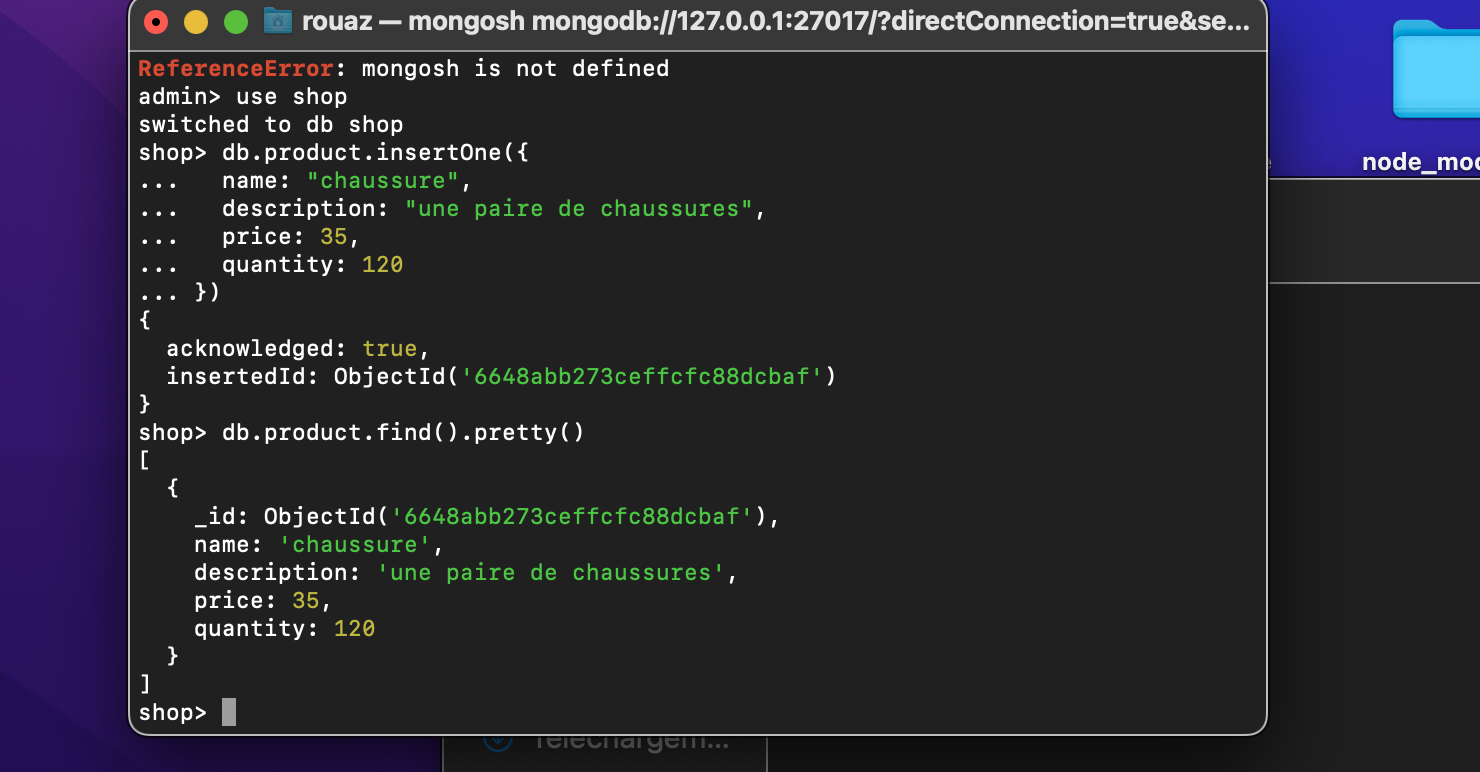 rouaz — mongosh mongodb://127.0.0.1:27017/?directConnection=true&se...
ReferenceError: mongosh is not defined
admin> use shop
switched to db shop
shop> db.product.insertOne({
...   name: "chaussure",
...   description: "une paire de chaussures",
...   price: 35,
...   quantity: 120
... })
{
  acknowledged: true,
  insertedId: ObjectId('6648abb273ceffcfc88dcbaf')
}
shop> db.product.find().pretty()
[
  {
    _id: ObjectId('6648abb273ceffcfc88dcbaf'),
    name: 'chaussure',
    description: 'une paire de chaussures',
    price: 35,
    quantity: 120
  }
]
shop>
node_mod
Téléchargem...